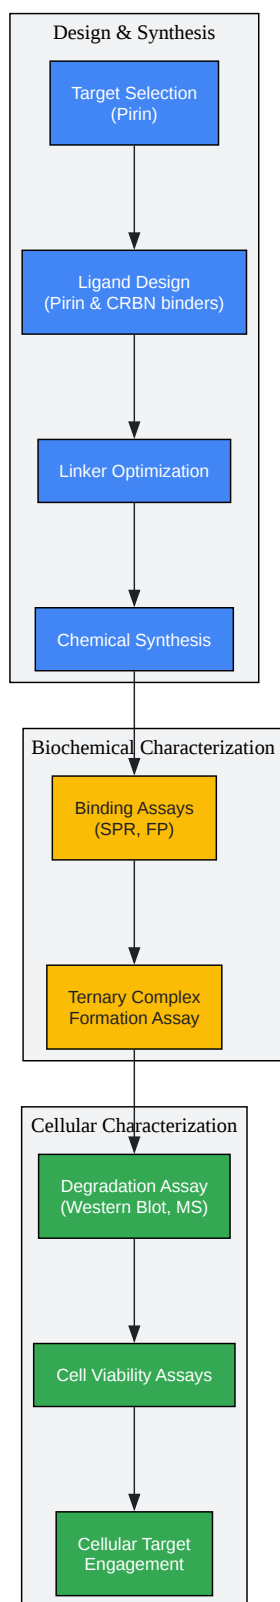 Design & Synthesis
Target Selection
(Pirin)
Ligand Design
(Pirin & CRBN binders)
Linker Optimization
Chemical Synthesis
Biochemical Characterization
Binding Assays
(SPR, FP)
Ternary Complex
Formation Assay
Cellular Characterization
Degradation Assay
(Western Blot, MS)
Cell Viability Assays
Cellular Target
Engagement